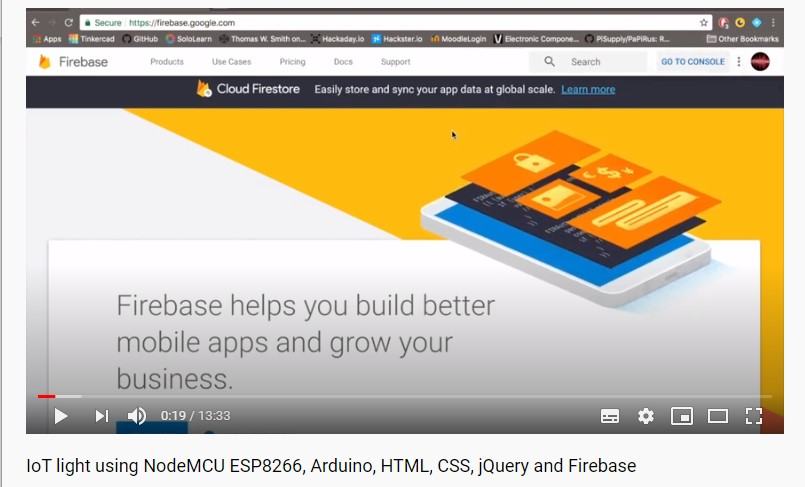 Secure https://firebase.google.com
Apps Tinkercad GitHub SoloLearn Thomas W. Smith on... Hackaday.io Hackster.io MoodleLogin Electronic Compone... PiSupply/PaPiRus: R... Other Bookmarks
Firebase Products Use Cases Pricing Docs Support Search GO TO CONSOLE
Cloud Firestore Easily store and sync your app data at global scale. Learn more
Firebase helps you build better
mobile apps and grow your
business.
0:19 / 13:33
IoT light using NodeMCU ESP8266, Arduino, HTML, CSS, jQuery and Firebase